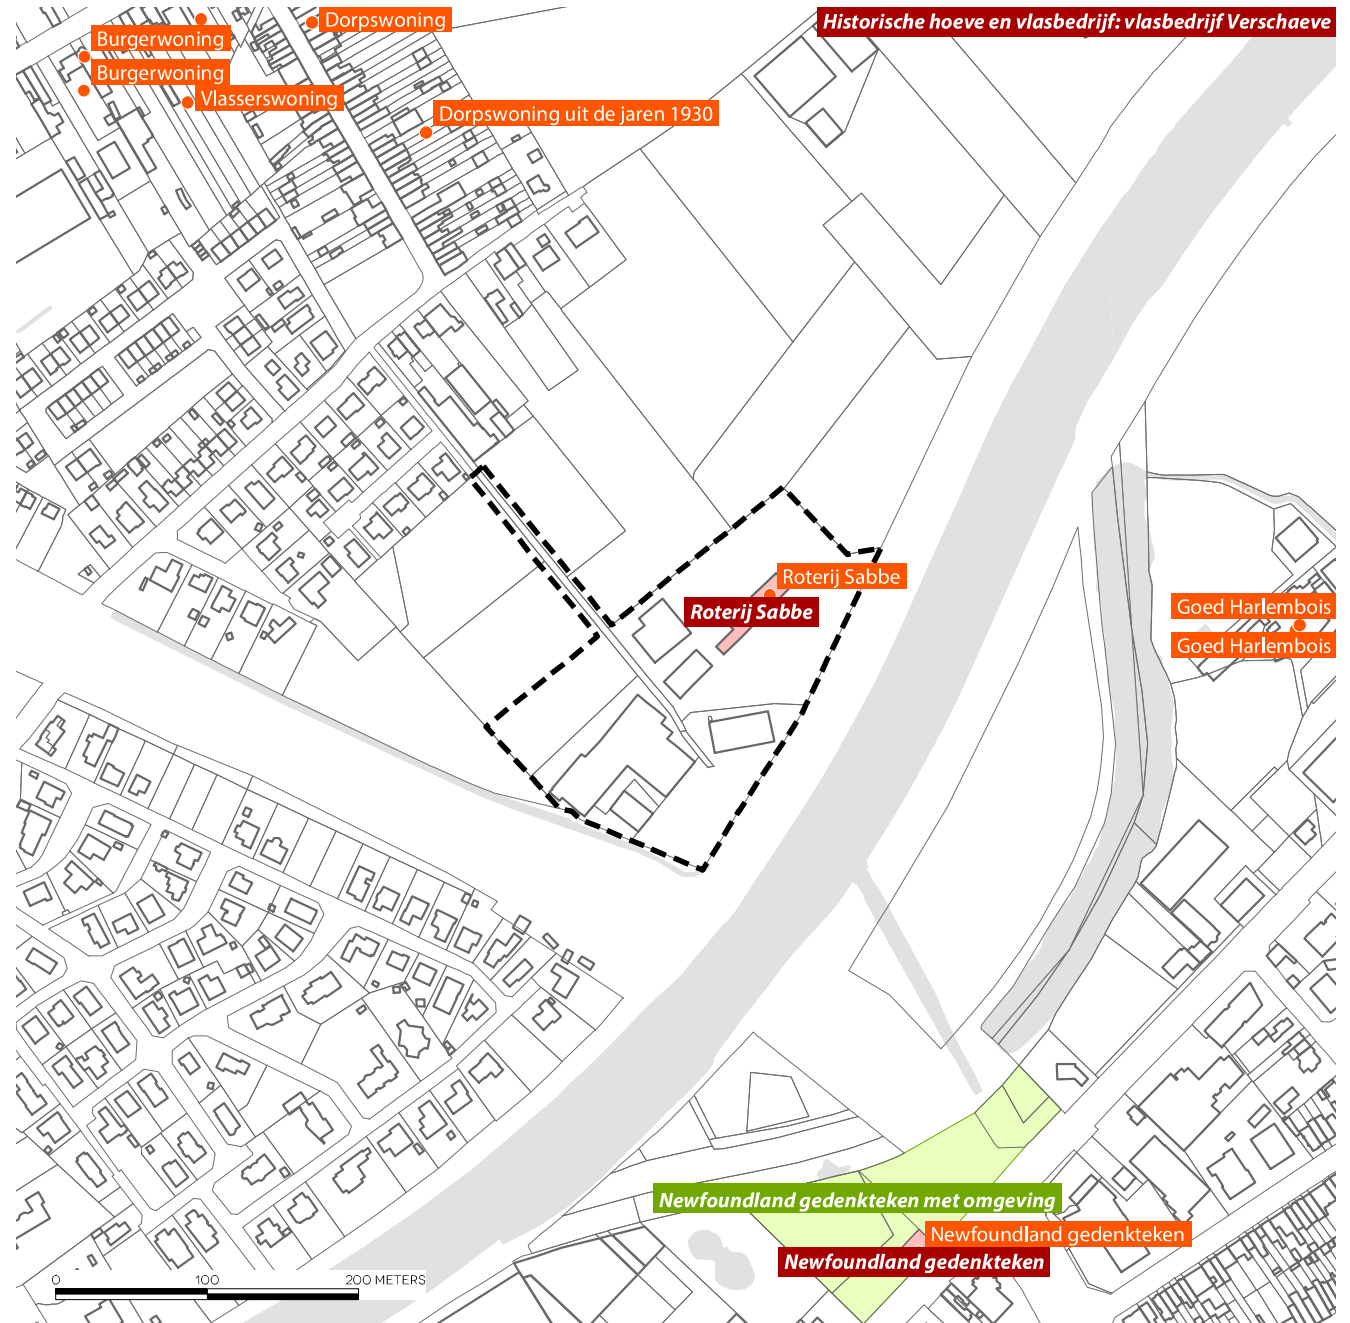 Dorpswoning
Historische hoeve en vlasbedrijf: vlasbedrijf Verschaeve
Burgerwoning
Burgerwoning
Vlasserswoning
Dorpswoning uit de jaren 1930
Roterij Sabbe
Roterij Sabbe
Goed Harlembois
Goed Harlembois
Newfoundland gedenkteken met omgeving
Newfoundland gedenkteken
Newfoundland gedenkteken
0 100 200 METERS